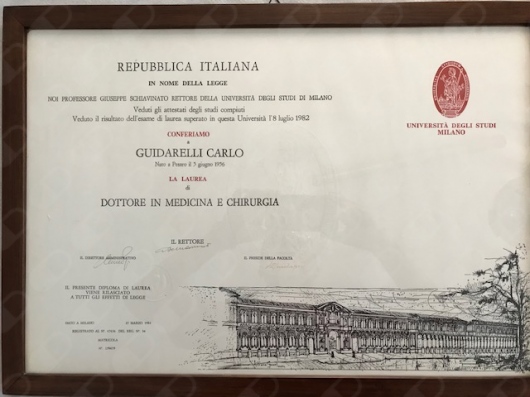 REPUBBLICA ITALIANA
IN NOME DELLA LEGGE
NOI PROFESSORE GIUSEPPE SCHIAVINATO RETTORE DELLA UNIVERSITÀ DEGLI STUDI DI MILANO
Veduti gli attestati degli studi compiuti
Veduto il risultato dell'esame di laurea superato in questa Università l'8 luglio 1982
CONFERIAMO
a
GUIDARELLI CARLO
Nato a Pesaro il 5 giugno 1956
LA LAUREA
di
DOTTORE IN MEDICINA E CHIRURGIA
IL RETTORE
IL DIRETTORE AMMINISTRATIVO
IL PRESIDE DELLA FACOLTÀ
IL PRESENTE DIPLOMA DI LAUREA
VIENE RILASCIATO
A TUTTI GLI EFFETTI DI LEGGE
DATO A MILANO
MATRICOLA
UNIVERSITÀ DEGLI STUDI
MILANO